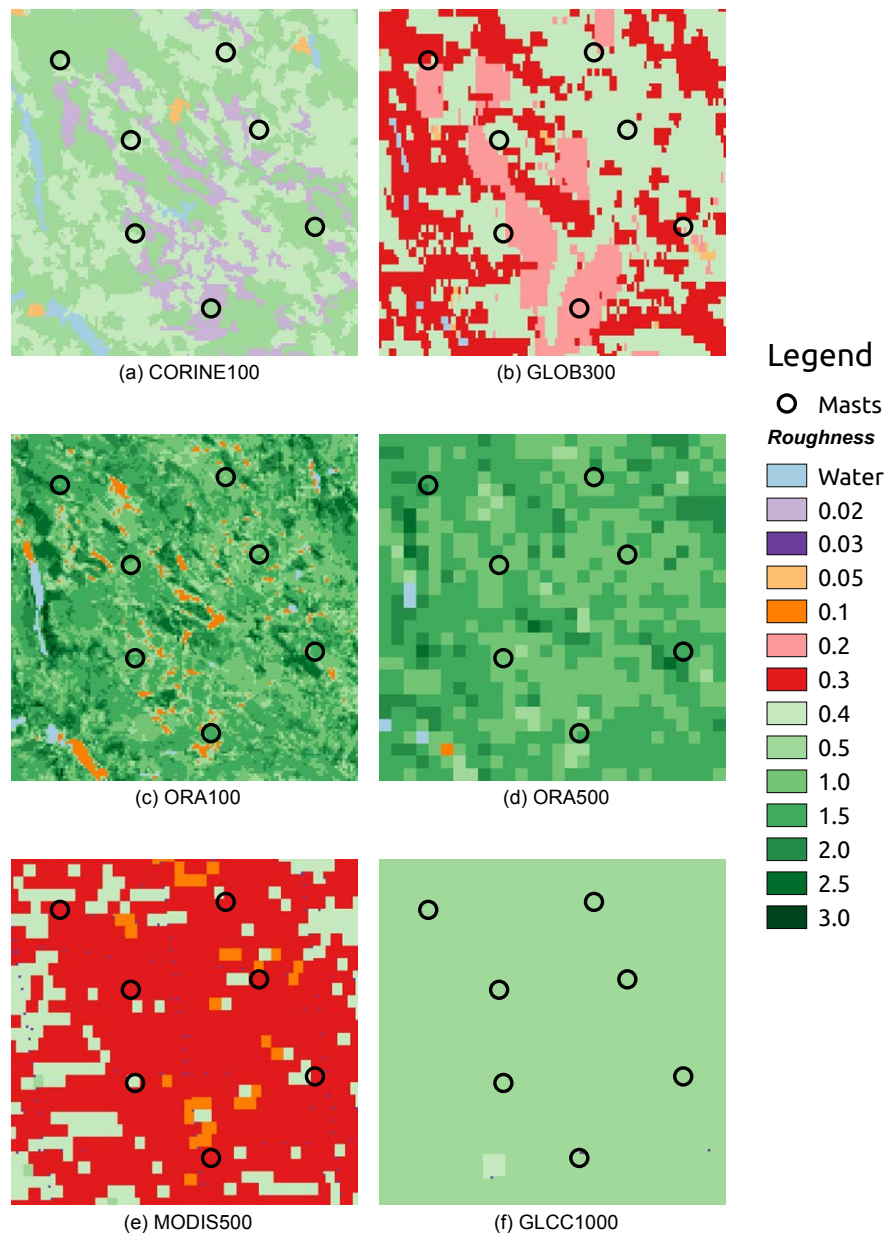 (a) CORINE100
(b) GLOB300
(c) ORA100
(d) ORA500
(e) MODIS500
(f) GLCC1000
Legend
Masts
Roughness
Water
0.02
0.03
0.05
0.1
0.2
0.3
0.4
0.5
1.0
1.5
2.0
2.5
3.0